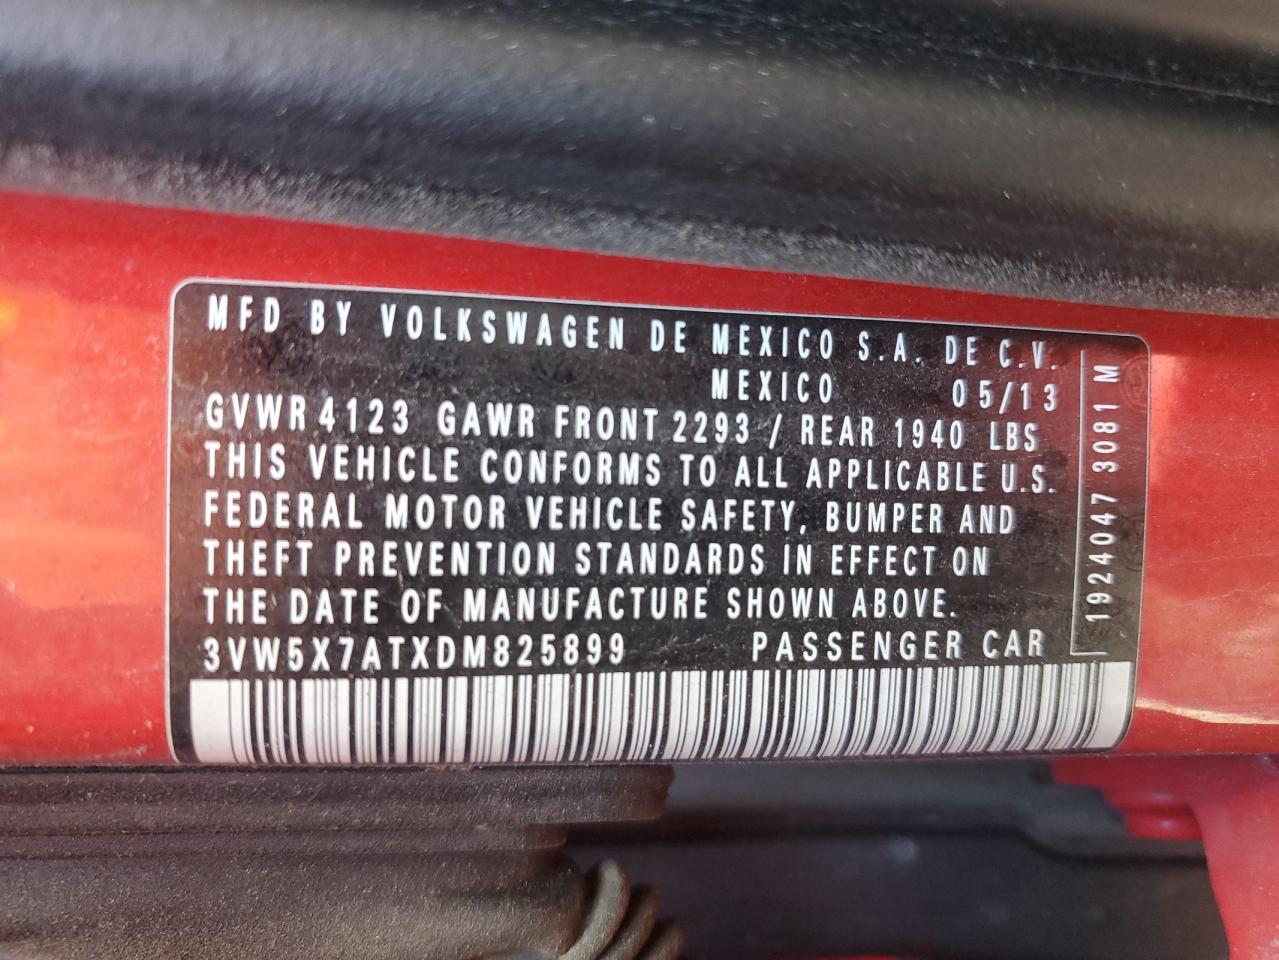 MFD BY VOLKSWAGEN DE MEXICO S.A. DE C.V.
MEXICO 05/13
GVWR 4123 GAWR FRONT 2293 / REAR 1940 LBS
THIS VEHICLE CONFORMS TO ALL APPLICABLE U.S.
FEDERAL MOTOR VEHICLE SAFETY, BUMPER AND
THEFT PREVENTION STANDARDS IN EFFECT ON
THE DATE OF MANUFACTURE SHOWN ABOVE.
3VW5X7ATXDM825899 PASSENGER CAR
1924047 3081 M